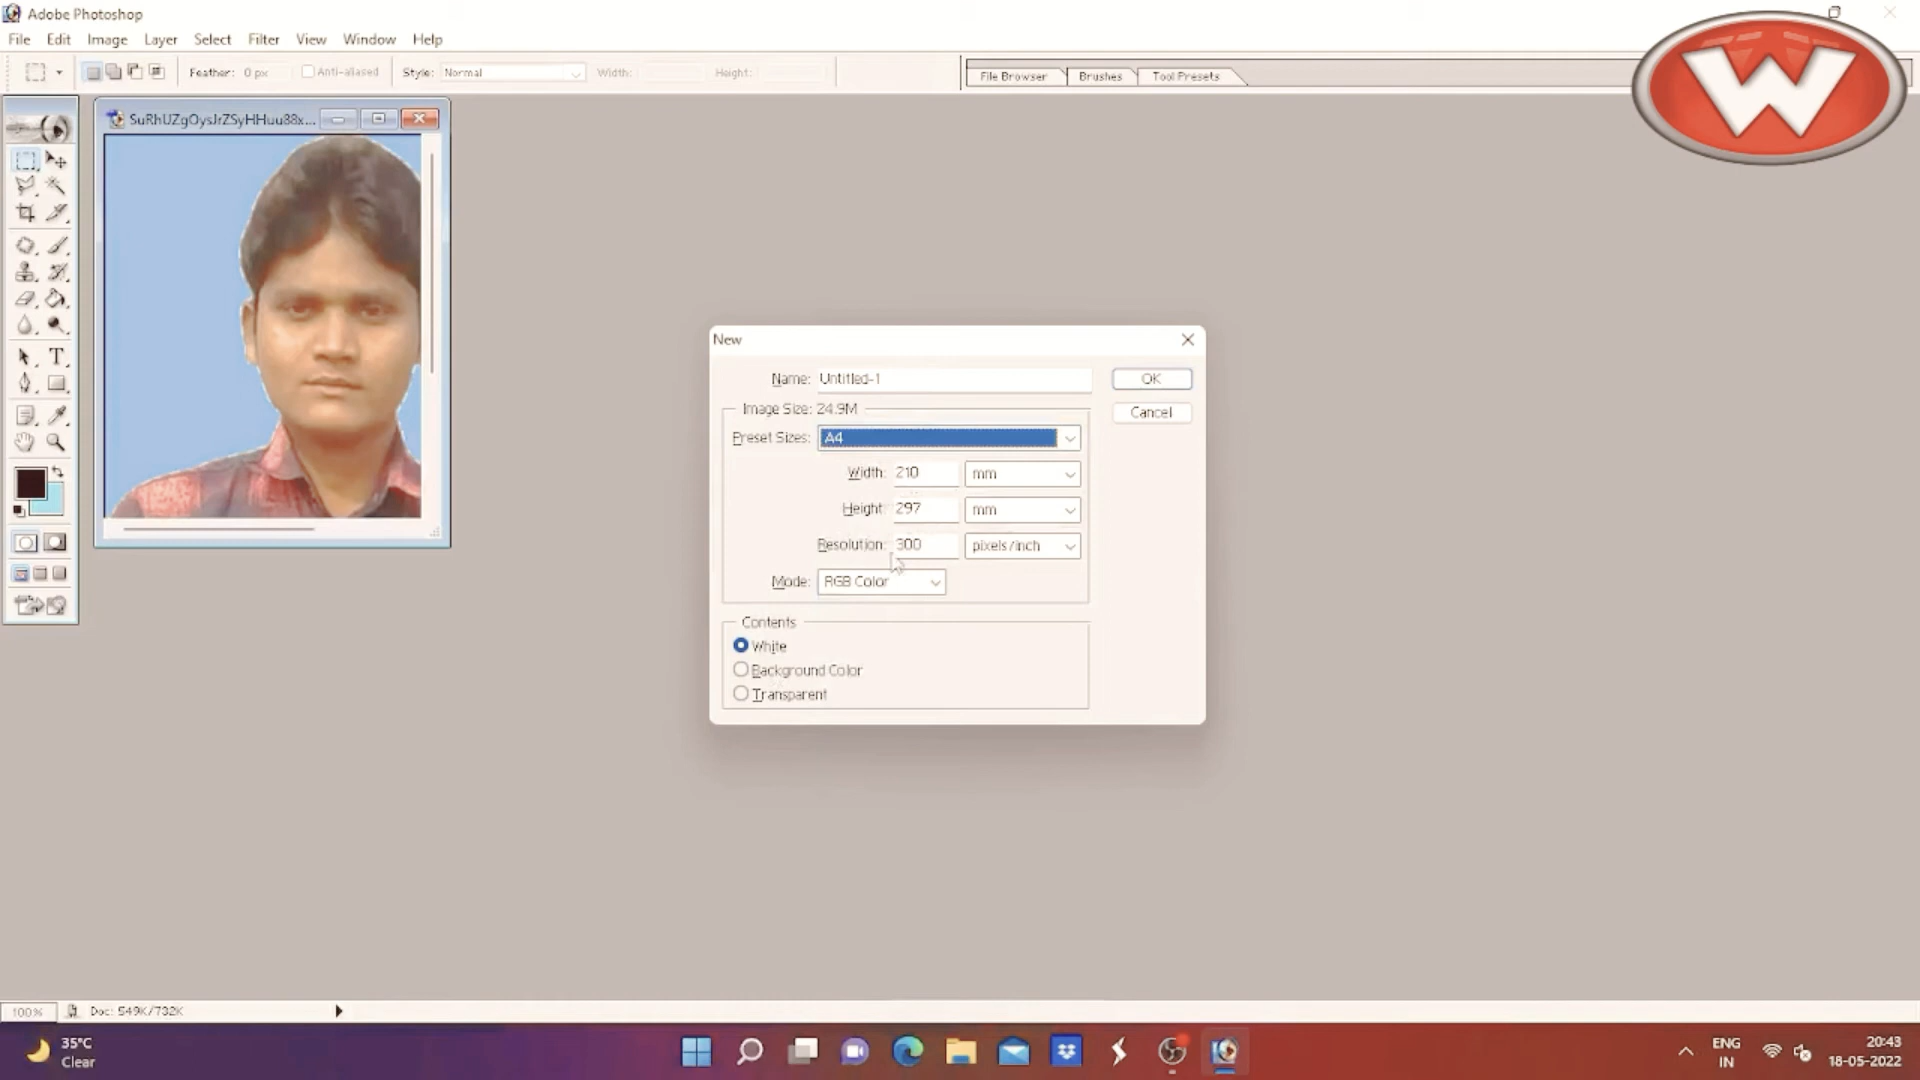 Adobe Photoshop
File Edit Image Layer Select Filter View Window Help
Feather: 0 px Anti-aliased Style: Normal Width: Height: File Browser Brushes Tool Presets
W
SuRhUZgOysJrZSyHHuu88x...
New
Name: Untitled-1 OK
Image Size: 24.9M Cancel
Preset Sizes: A4
Width: 210 mm
Height: 297 mm
Resolution: 300 pixels/inch
Mode: RGB Color
Contents
White
Background Color
Transparent
100% Doc: 549K/732K
35°C
Clear
ENG
IN
20:43
18-05-2022